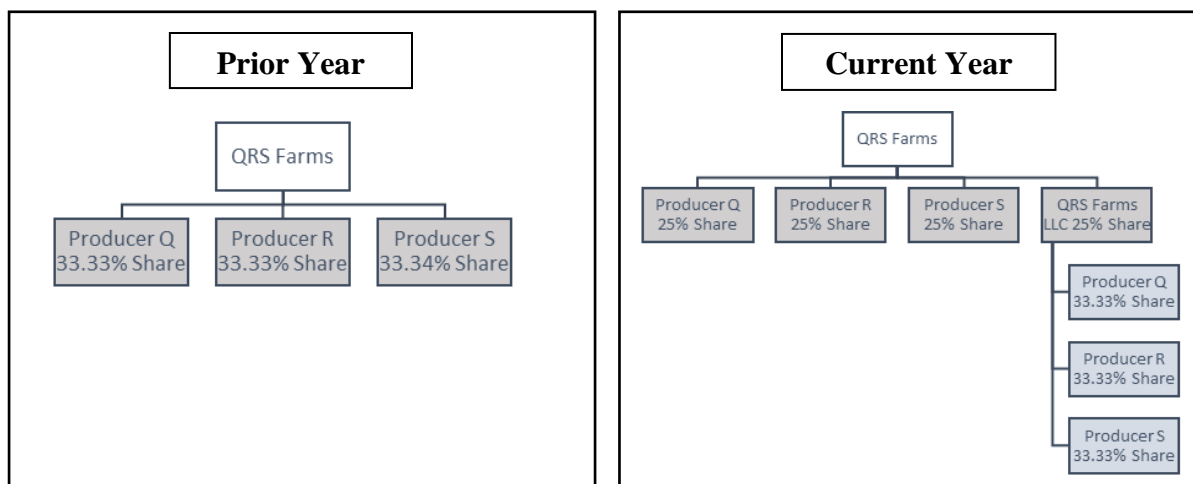 Prior Year
QRS Farms
Producer Q
33.33% Share
Producer R
33.33% Share
Producer S
33.34% Share
Current Year
QRS Farms
Producer Q
25% Share
Producer R
25% Share
Producer S
25% Share
QRS Farms
LLC 25% Share
Producer Q
33.33% Share
Producer R
33.33% Share
Producer S
33.33% Share